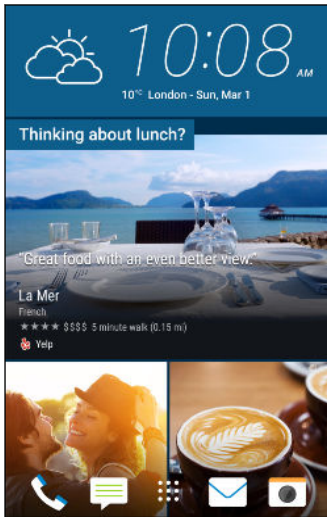 10:08 AM
10°C London - Sun, Mar 1
Thinking about lunch?
"Great food with an even better view."
La Mer
French
★★★★ $$$$ 5 minute walk (0.15 mi)
Yelp